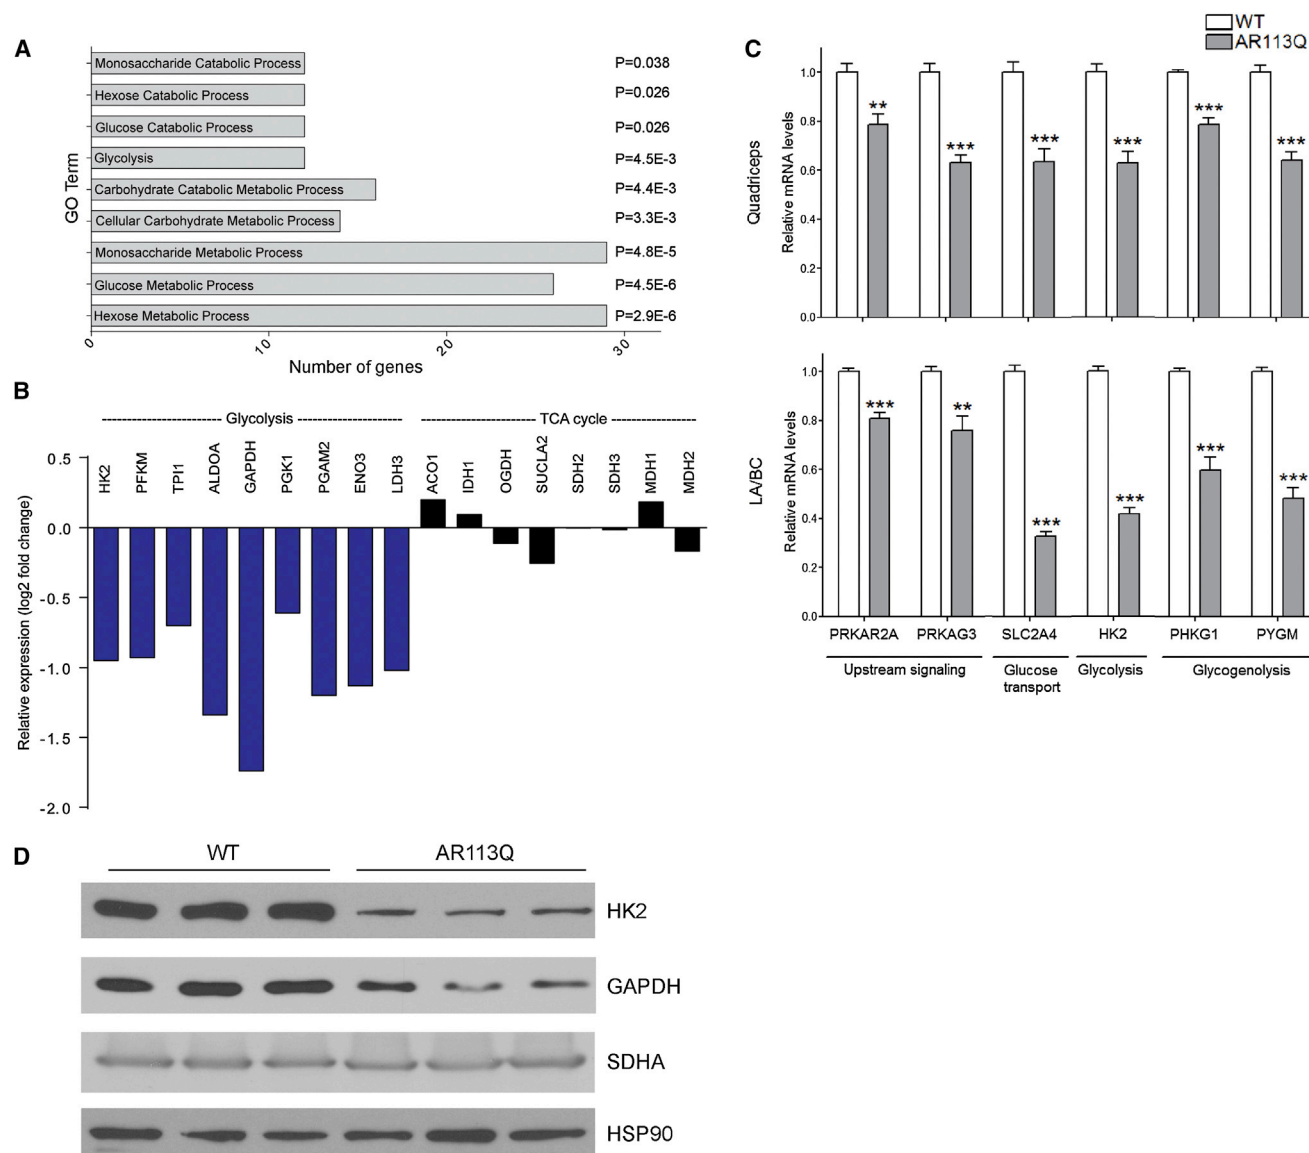 A
GO Term
Monosaccharide Catabolic Process P=0.038
Hexose Catabolic Process P=0.026
Glucose Catabolic Process P=0.026
Glycolysis P=4.5E-3
Carbohydrate Catabolic Metabolic Process P=4.4E-3
Cellular Carbohydrate Metabolic Process P=3.3E-3
Monosaccharide Metabolic Process P=4.8E-5
Glucose Metabolic Process P=4.5E-6
Hexose Metabolic Process P=2.9E-6
0 10 20 30
Number of genes
B
Glycolysis TCA cycle
HK2 PFKM TPI1 ALDOA GAPDH PGK1 PGAM2 ENO3 LDH3 ACO1 IDH1 OGDH SUCLA2 SDH2 SDH3 MDH1 MDH2
Relative expression (log2 fold change)
0.5
0.0
-0.5
-1.0
-1.5
-2.0
C
WT
AR113Q
Quadriceps
Relative mRNA levels
1.0
0.8
0.6
0.4
0.2
0.0
** *** *** *** *** ***
LA/BC
Relative mRNA levels
1.0
0.8
0.6
0.4
0.2
0.0
*** ** *** *** *** ***
PRKAR2A PRKAG3 SLC2A4 HK2 PHKG1 PYGM
Upstream signaling Glucose transport Glycolysis Glycogenolysis
D
WT AR113Q
HK2
GAPDH
SDHA
HSP90